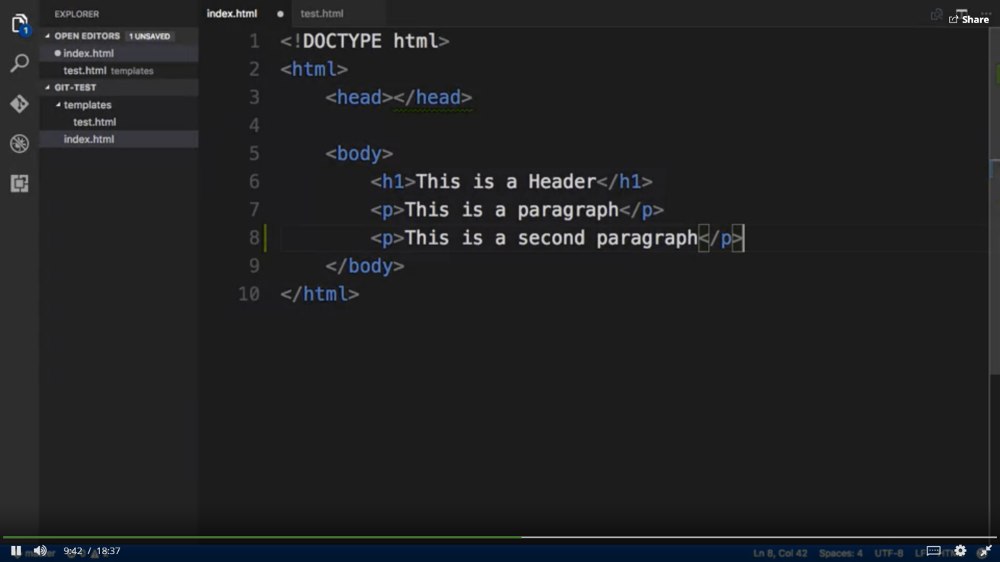 EXPLORER
index.html
test.html
Share
OPEN EDITORS 1 UNSAVED
index.html
test.html templates
GIT-TEST
templates
test.html
index.html
1
1 <!DOCTYPE html>
2 <html>
3 <head></head>
4
5 <body>
6 <h1>This is a Header</h1>
7 <p>This is a paragraph</p>
8 <p>This is a second paragraph</p>
9 </body>
10 </html>
9:42 / 18:37
Ln 8, Col 42 Spaces: 4 UTF-8